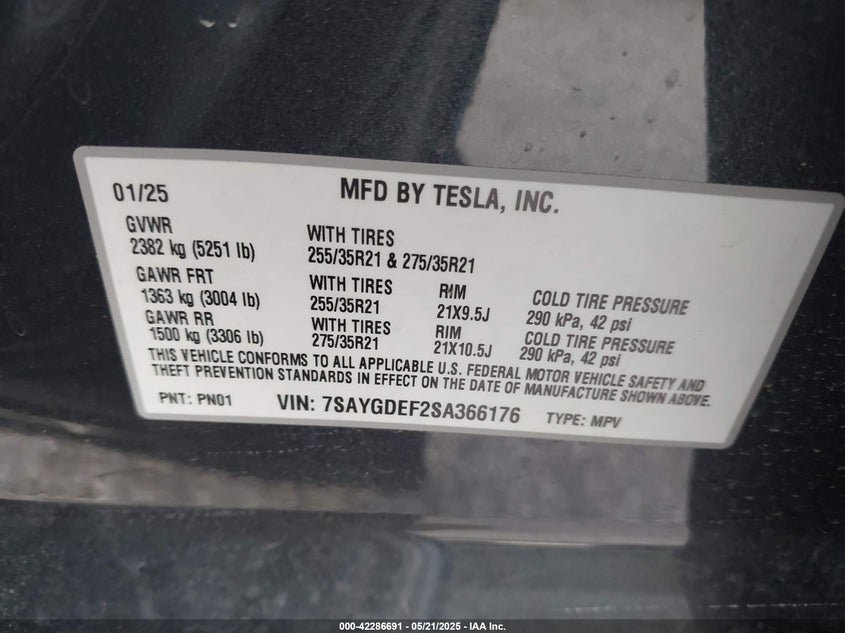 01/25 MFD BY TESLA, INC.
GVWR
2382 kg (5251 lb)
WITH TIRES
255/35R21 & 275/35R21
GAWR FRT
1363 kg (3004 lb)
WITH TIRES
255/35R21
RIM
21X9.5J
COLD TIRE PRESSURE
290 kPa, 42 psi
GAWR RR
1500 kg (3306 lb)
WITH TIRES
275/35R21
RIM
21X10.5J
COLD TIRE PRESSURE
290 kPa, 42 psi
THIS VEHICLE CONFORMS TO ALL APPLICABLE U.S. FEDERAL MOTOR VEHICLE SAFETY AND
THEFT PREVENTION STANDARDS IN EFFECT ON THE DATE OF MANUFACTURE SHOWN ABOVE.
PNT: PN01 VIN: 7SAYGDEF2SA366176 TYPE: MPV
000-42286691 - 05/21/2025 - IAA Inc.